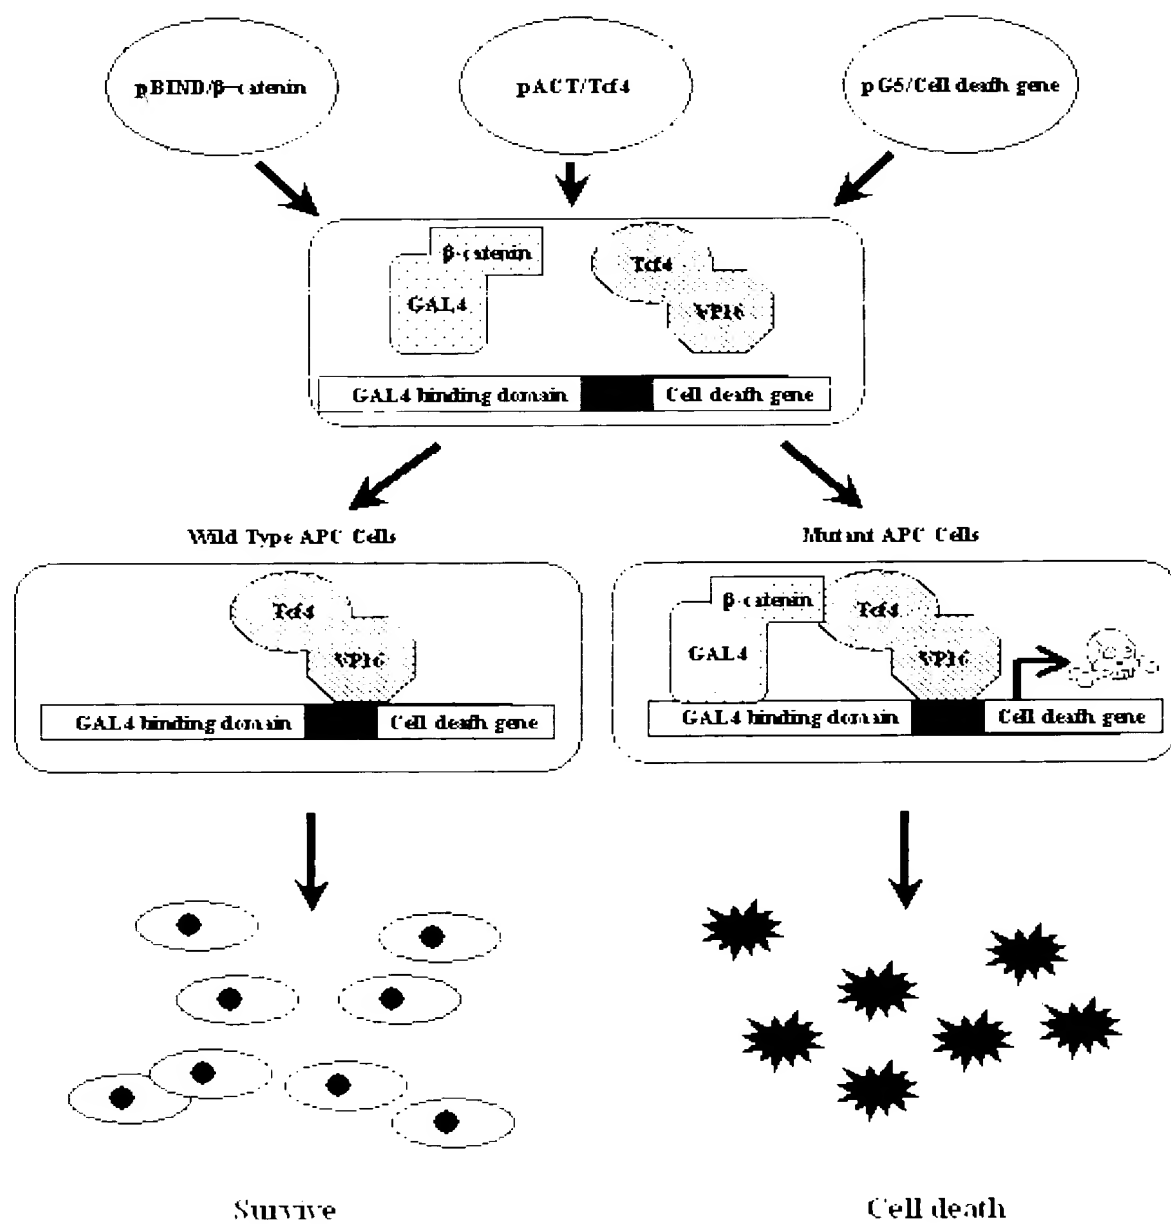 pBIND/β-catenin
pACT/Tcf4
pG5/Cell death gene
β-catenin
Tcf4
GAL4
VP16
GAL4 binding domain
Cell death gene
Wild Type APC Cells
Mutant APC Cells
Tcf4
VP16
GAL4 binding domain
Cell death gene
β-catenin
Tcf4
GAL4
VP16
GAL4 binding domain
Cell death gene
Survive
Cell death